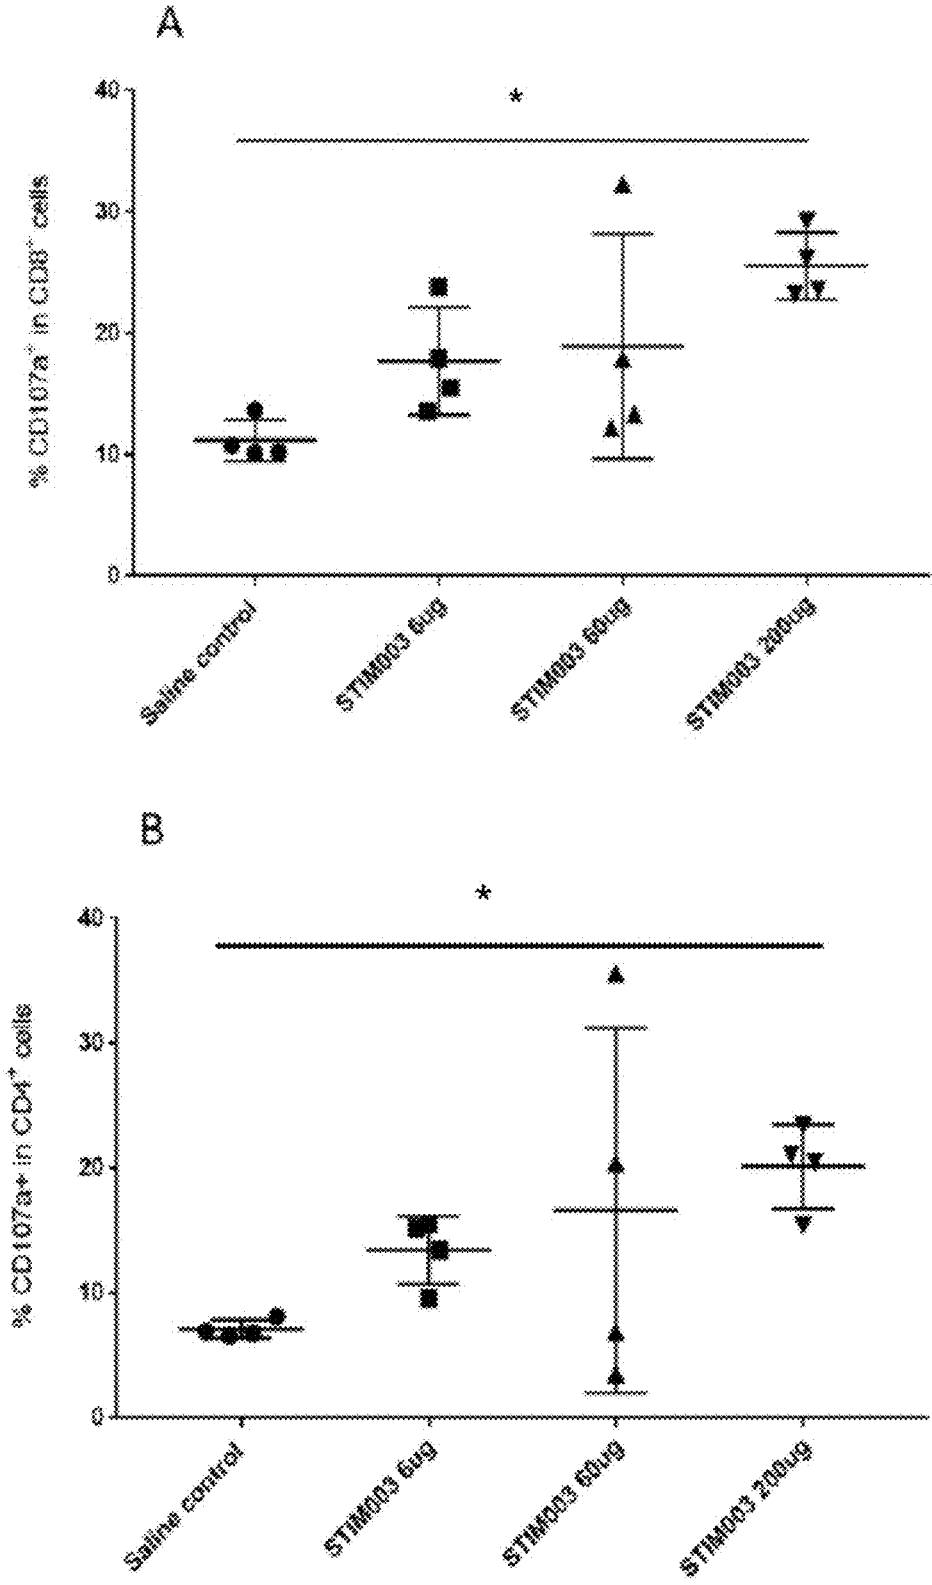 A
40
*
30
20
10
0
% CD107a⁺ in CD8⁺ cells
Saline control
STIM003 6ug
STIM003 60ug
STIM003 200ug
B
*
40
30
20
10
0
% CD107a+ in CD4⁺ cells
Saline control
STIM003 6ug
STIM003 60ug
STIM003 200ug